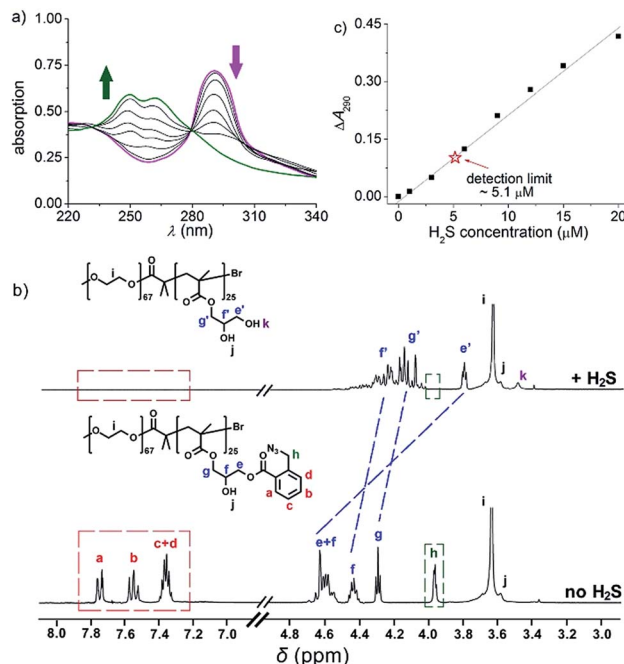 a)
absorption
1.00
0.75
0.50
0.25
0.00
220
250
280
310
340
λ (nm)
c)
ΔA290
0.45
0.30
0.15
0.00
detection limit
~ 5.1 μM
0
5
10
15
20
H2S concentration (μM)
b)
i
O
O
67
O
Br
25
O
O
g'
f'
e'
OH
k
OH
j
f'
g'
e'
i
j
k
+ H2S
i
O
O
67
O
Br
25
O
O
g
f
e
OH
j
O
O
N3
h
a
b
c
d
a
b
c+d
e+f
f
g
h
i
j
no H2S
8.0 7.8 7.6 7.4 7.2 7.0 4.8 4.6 4.4 4.2 4.0 3.8 3.6 3.4 3.2 3.0
δ (ppm)